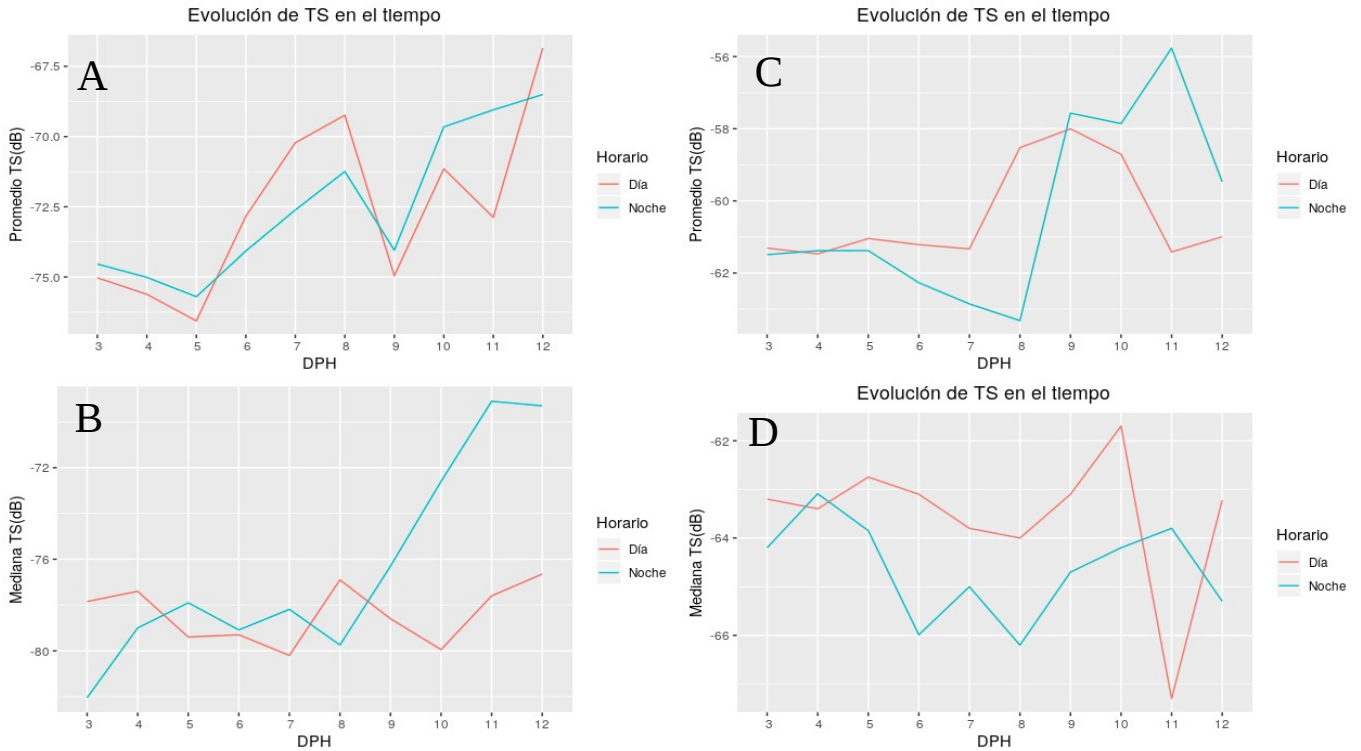 Evolución de TS en el tiempo
A
Promedio TS(dB)
-67.5
-70.0
-72.5
-75.0
3 4 5 6 7 8 9 10 11 12
DPH
Horario
Día
Noche
Evolución de TS en el tiempo
C
Promedio TS(dB)
-56
-58
-60
-62
3 4 5 6 7 8 9 10 11 12
DPH
Horario
Día
Noche
B
Mediana TS(dB)
-72
-76
-80
3 4 5 6 7 8 9 10 11 12
DPH
Horario
Día
Noche
Evolución de TS en el tiempo
D
Mediana TS(dB)
-62
-64
-66
3 4 5 6 7 8 9 10 11 12
DPH
Horario
Día
Noche